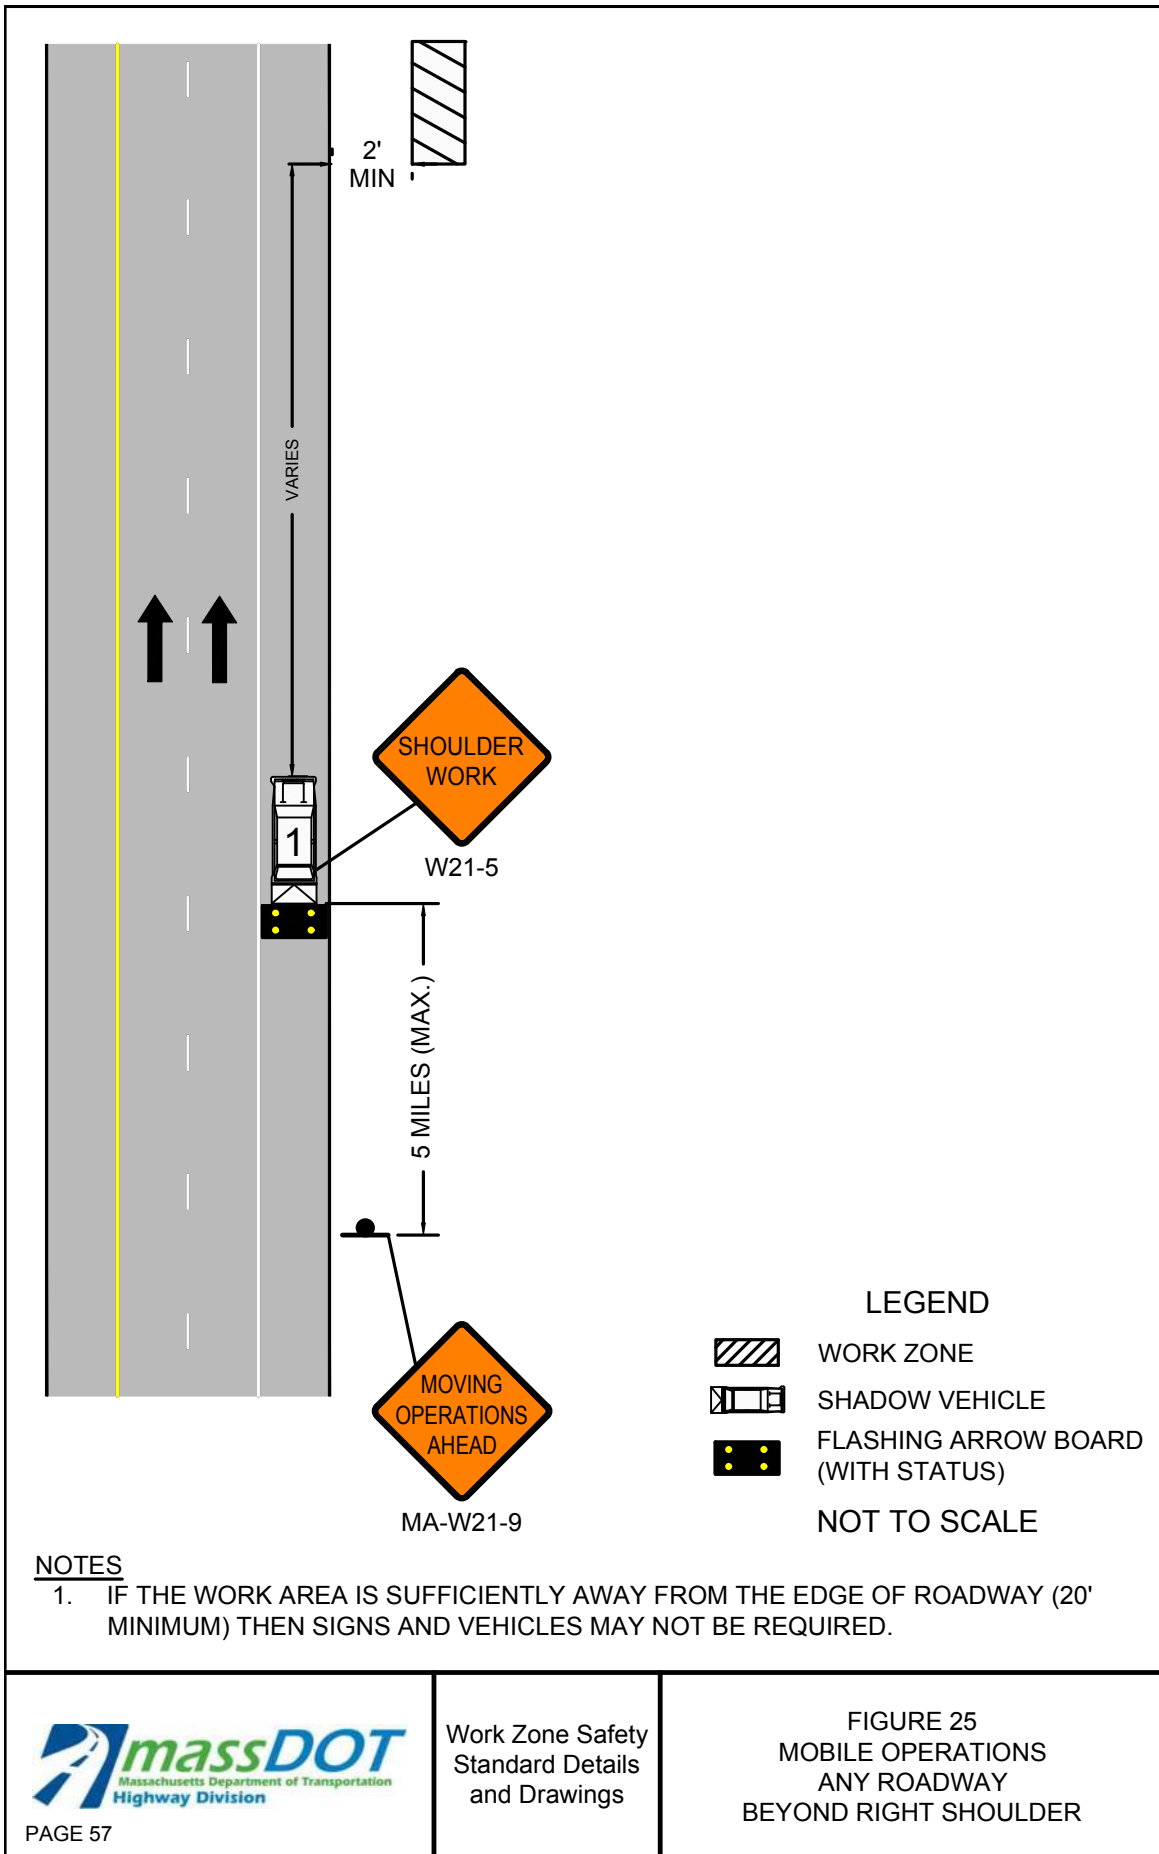 2'
MIN
VARIES
SHOULDER
WORK
W21-5
1
5 MILES (MAX.)
MOVING
OPERATIONS
AHEAD
MA-W21-9
LEGEND
WORK ZONE
SHADOW VEHICLE
FLASHING ARROW BOARD
(WITH STATUS)
NOT TO SCALE
NOTES
1. IF THE WORK AREA IS SUFFICIENTLY AWAY FROM THE EDGE OF ROADWAY (20'
MINIMUM) THEN SIGNS AND VEHICLES MAY NOT BE REQUIRED.
massDOT
Massachusetts Department of Transportation
Highway Division
PAGE 57
Work Zone Safety
Standard Details
and Drawings
FIGURE 25
MOBILE OPERATIONS
ANY ROADWAY
BEYOND RIGHT SHOULDER